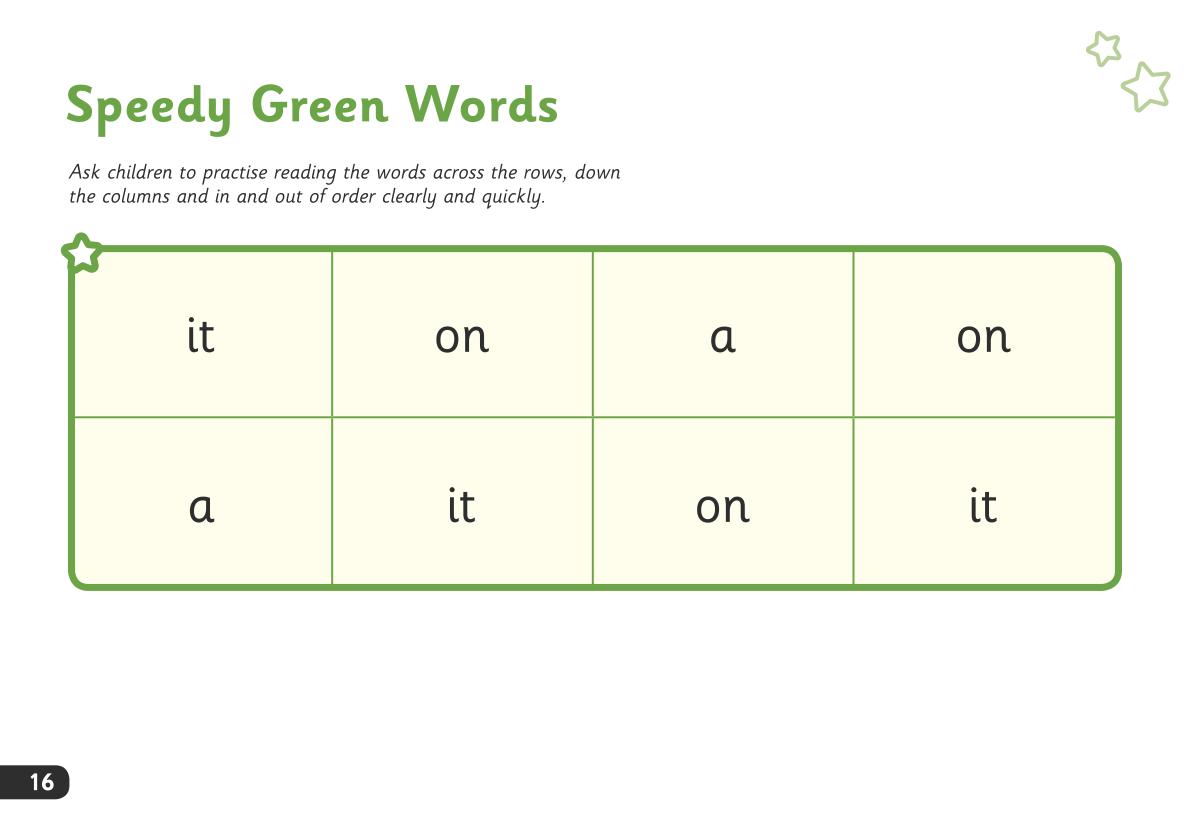 Speedy Green Words
Ask children to practise reading the words across the rows, down
the columns and in and out of order clearly and quickly.
it on a on
a it on it
16